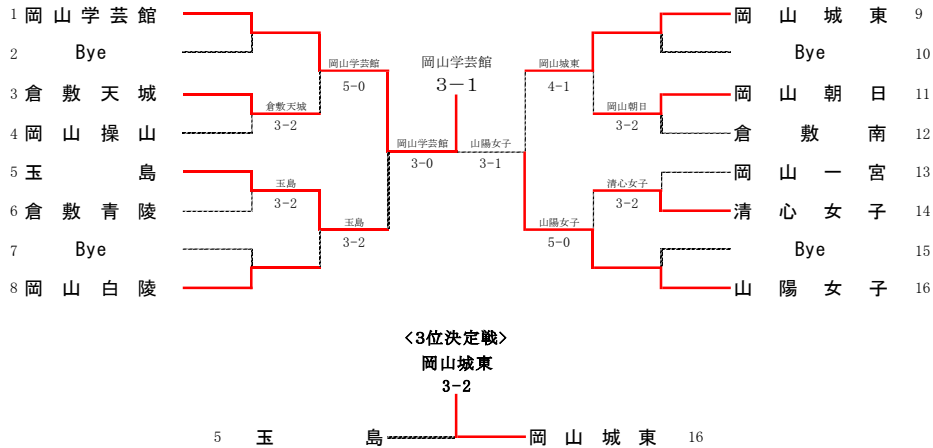 1 岡山学芸館
2 Bye
3 倉敷天城
4 岡山操山
5 玉島
6 倉敷青陵
7 Bye
8 岡山白陵
倉敷天城
3-2
玉島
3-2
岡山学芸館
5-0
玉島
3-2
岡山学芸館
3-0
岡山学芸館
3-1
山陽女子
3-1
岡山城東
4-1
山陽女子
5-0
岡山朝日
3-2
清心女子
3-2
岡山城東 9
Bye 10
岡山朝日 11
倉敷南 12
岡山一宮 13
清心女子 14
Bye 15
山陽女子 16
<3位決定戦>
岡山城東
3-2
5 玉島
岡山城東 16